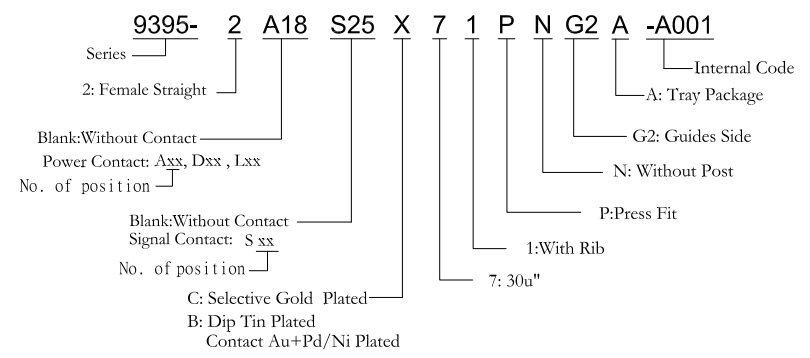 9395- 2 A18 S25 X 7 1 P N G2 A -A001
Series
Internal Code
2: Female Straight
A: Tray Package
Blank:Without Contact
G2: Guides Side
Power Contact: Axx, Dxx , Lxx
No. of position
N: Without Post
Blank:Without Contact
P:Press Fit
Signal Contact: S xx
1:With Rib
No. of position
7: 30u"
C: Selective Gold Plated
B: Dip Tin Plated
Contact Au+Pd/Ni Plated